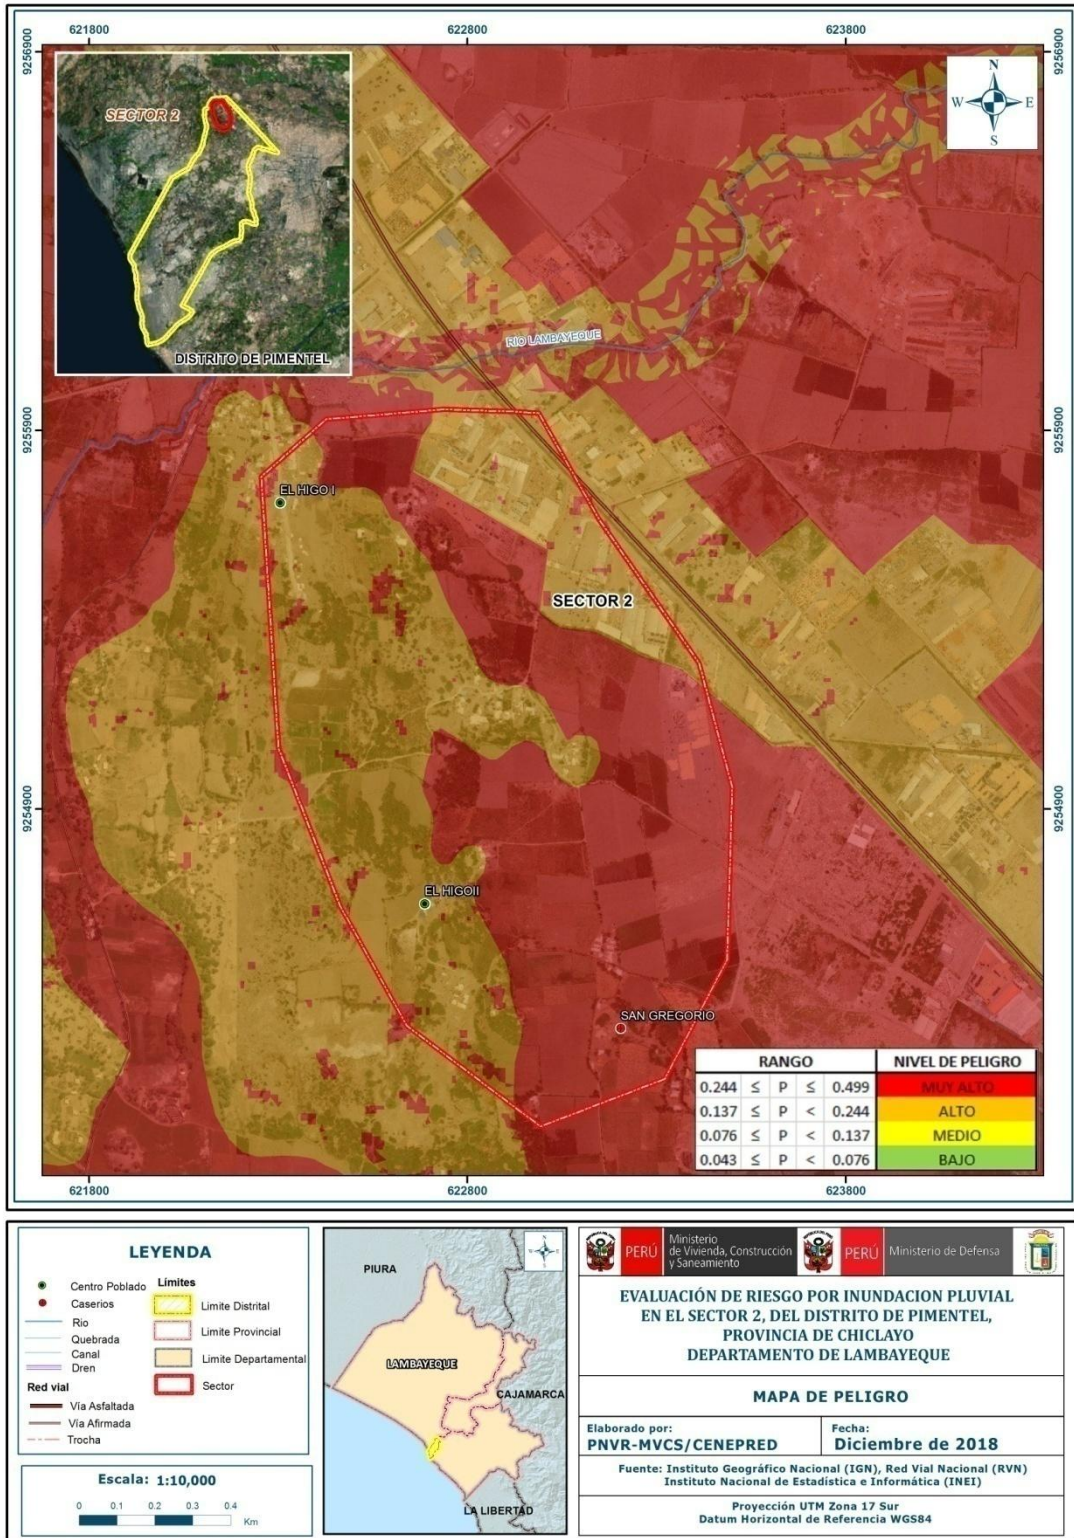 621800
622800
623800
9256900
9256900
SECTOR 2
DISTRITO DE PIMENTEL
N
W
E
S
RIO LAMBAYEQUE
9255900
9255900
EL HIGO I
SECTOR 2
9254900
9254900
EL HIGOII
SAN GREGORIO
RANGO NIVEL DE PELIGRO
0.244 ≤ P ≤ 0.499 MUY ALTO
0.137 ≤ P < 0.244 ALTO
0.076 ≤ P < 0.137 MEDIO
0.043 ≤ P < 0.076 BAJO
621800
622800
623800
LEYENDA
Centro Poblado
Caserios
Rio
Quebrada
Canal
Dren
Red vial
Vía Asfaltada
Vía Afirmada
Trocha
Límites
Limite Distrital
Limite Provincial
Limite Departamental
Sector
Escala: 1:10,000
0 0.1 0.2 0.3 0.4
Km
PIURA
LAMBAYEQUE
CAJAMARCA
LA LIBERTAD
PERÚ
Ministerio
de Vivienda, Construcción
y Saneamiento
PERÚ
Ministerio de Defensa
EVALUACIÓN DE RIESGO POR INUNDACION PLUVIAL
EN EL SECTOR 2, DEL DISTRITO DE PIMENTEL,
PROVINCIA DE CHICLAYO
DEPARTAMENTO DE LAMBAYEQUE
MAPA DE PELIGRO
Elaborado por:
PNVR-MVCS/CENEPRED
Fecha:
Diciembre de 2018
Fuente: Instituto Geográfico Nacional (IGN), Red Vial Nacional (RVN)
Instituto Nacional de Estadística e Informática (INEI)
Proyección UTM Zona 17 Sur
Datum Horizontal de Referencia WGS84